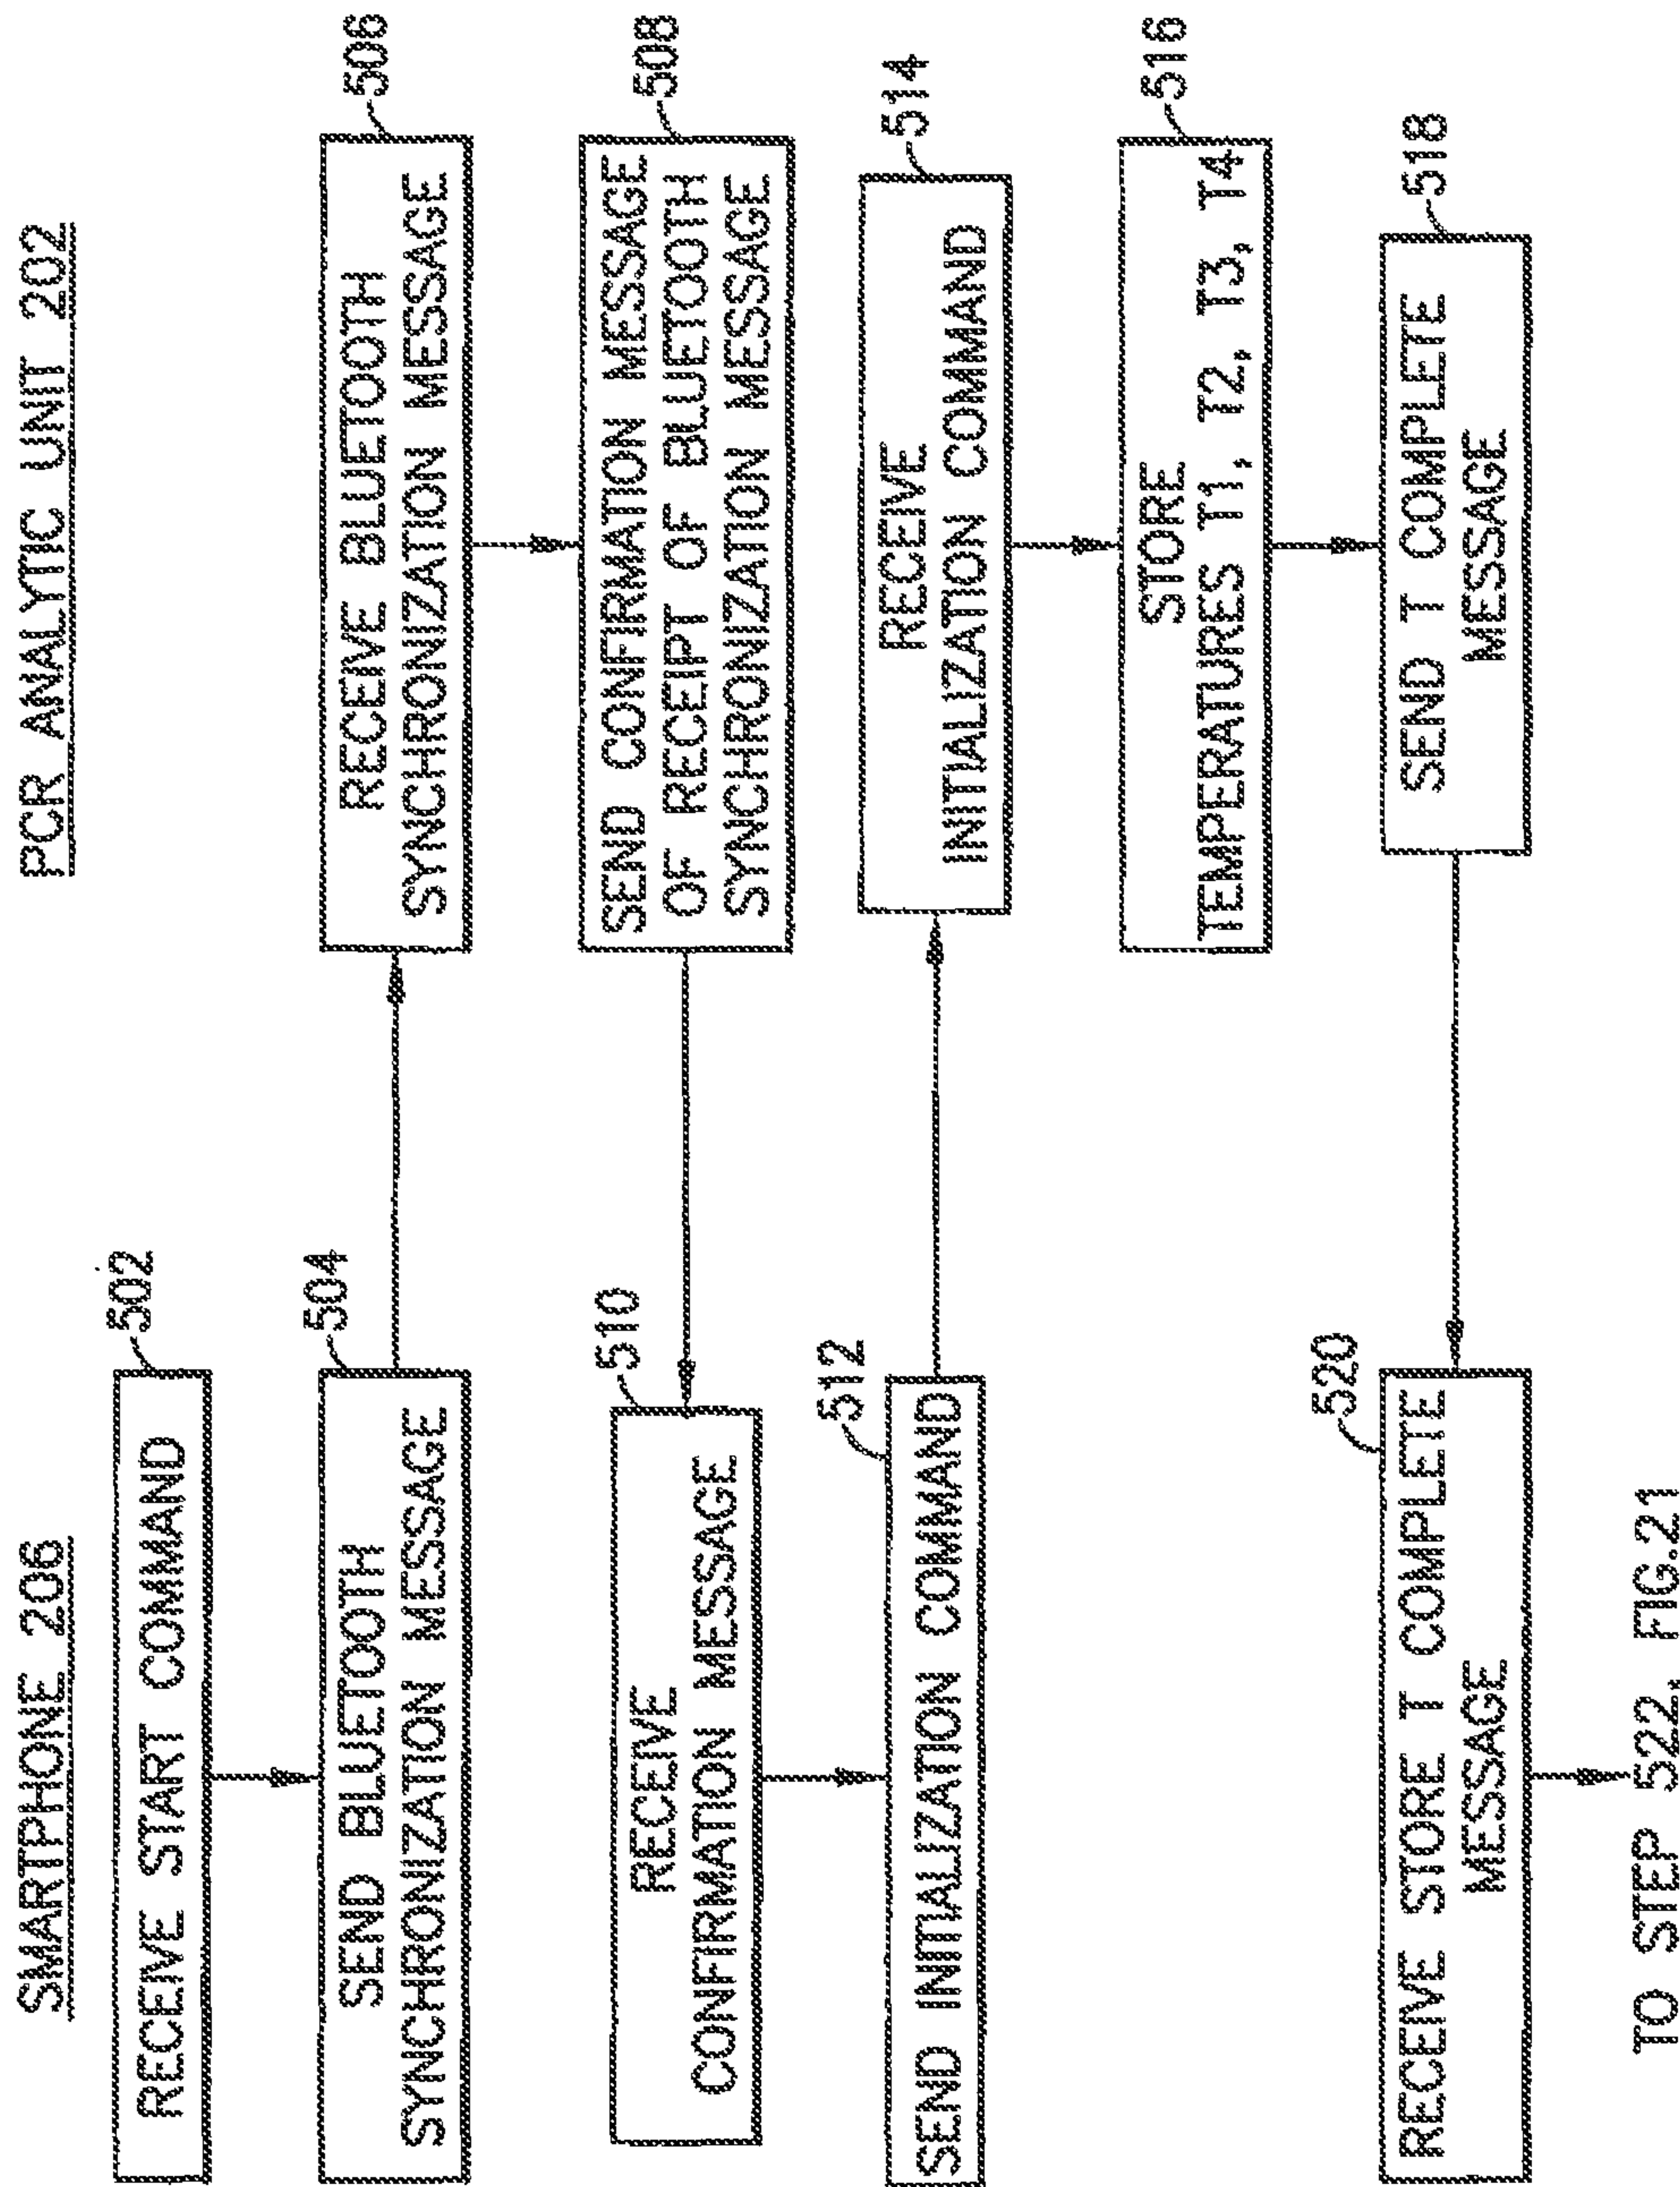 SMARTPHONE 206
PCR ANALYTIC UNIT 202
502
RECEIVE START COMMAND
504
SEND BLUETOOTH
SYNCHRONIZATION MESSAGE
506
RECEIVE BLUETOOTH
SYNCHRONIZATION MESSAGE
508
SEND CONFIRMATION MESSAGE
OF RECEIPT OF BLUETOOTH
SYNCHRONIZATION MESSAGE
510
RECEIVE
CONFIRMATION MESSAGE
512
SEND INITIALIZATION COMMAND
514
RECEIVE
INITIALIZATION COMMAND
516
STORE
TEMPERATURES T1, T2, T3, T4
518
SEND T COMPLETE
MESSAGE
520
RECEIVE STORE T COMPLETE
MESSAGE
TO STEP 522, FIG.21